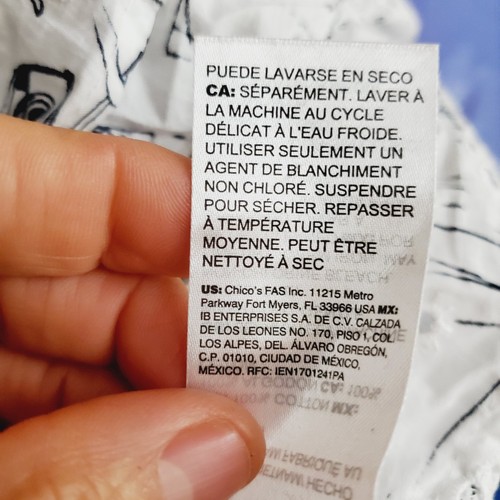 PUEDE LAVARSE EN SECO
CA: SÉPARÉMENT. LAVER À
LA MACHINE AU CYCLE
DÉLICAT À L'EAU FROIDE.
UTILISER SEULEMENT UN
AGENT DE BLANCHIMENT
NON CHLORÉ. SUSPENDRE
POUR SÉCHER. REPASSER
À TEMPÉRATURE
MOYENNE. PEUT ÊTRE
NETTOYÉ À SEC
US: Chico's FAS Inc. 11215 Metro
Parkway Fort Myers, FL 33966 USA MX:
IB ENTERPRISES S.A. DE C.V. CALZADA
DE LOS LEONES NO. 170, PISO 1, COL.
LOS ALPES, DEL. ÁLVARO OBREGÓN,
C.P. 01010, CIUDAD DE MÉXICO,
MÉXICO. RFC: IEN1701241PA